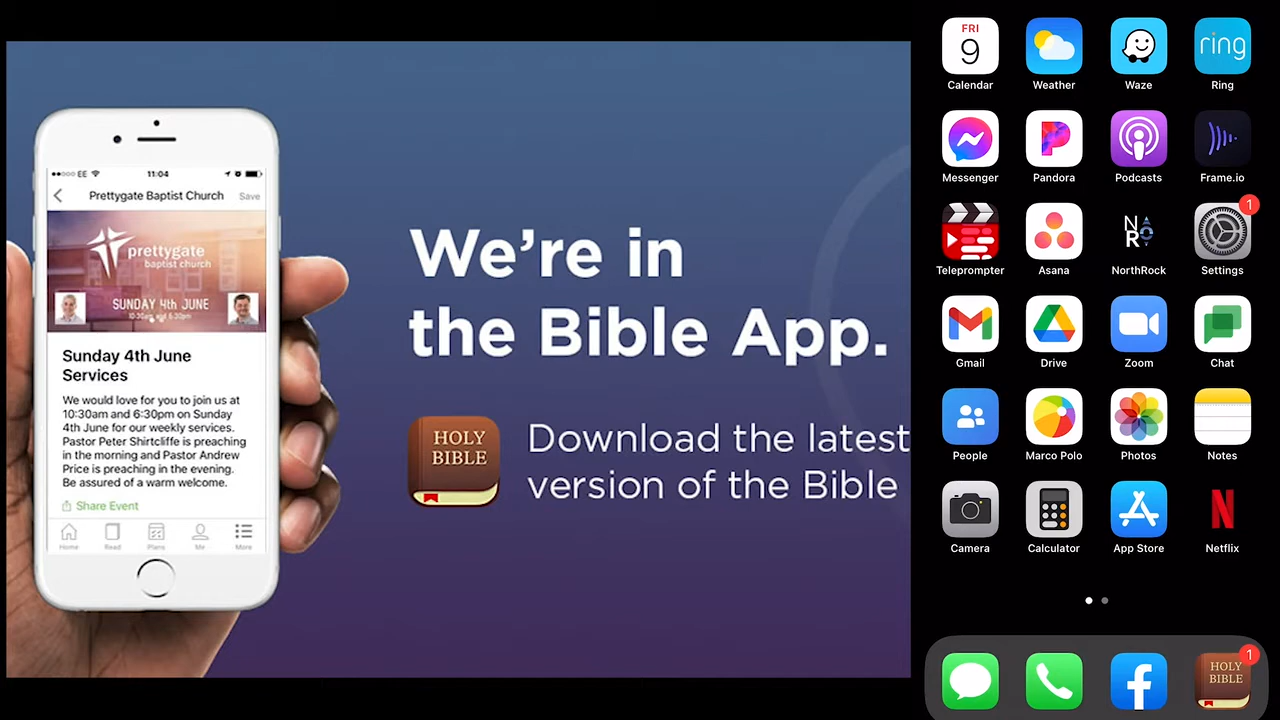 EE
11:04
Prettygate Baptist Church
Save
prettygate
baptist church
SUNDAY 4TH JUNE
10:30am and 6:30pm
Sunday 4th June
Services
We would love for you to join us at
10:30am and 6:30pm on Sunday
4th June for our weekly services.
Pastor Peter Shirtcliffe is preaching
in the morning and Pastor Andrew
Price is preaching in the evening.
Be assured of a warm welcome.
Share Event
Home Read Plans Me More
We're in
the Bible App.
HOLY
BIBLE
Download the latest
version of the Bible
FRI
9
ring
Calendar Weather Waze Ring
Messenger Pandora Podcasts Frame.io
NORA
1
Teleprompter Asana NorthRock Settings
Gmail Drive Zoom Chat
People Marco Polo Photos Notes
Camera Calculator App Store Netflix
HOLY
BIBLE
1